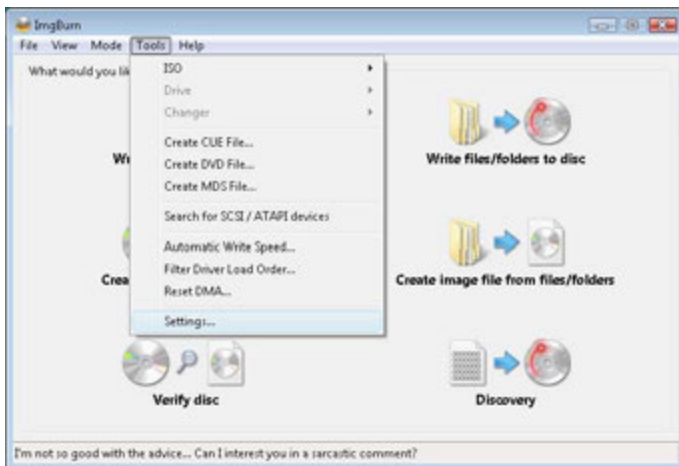 ImgBurn
File View Mode Tools Help
What would you lik
ISO
Drive
Changer
Create CUE File...
Create DVD File...
Create MDS File...
Search for SCSI / ATAPI devices
Automatic Write Speed...
Filter Driver Load Order...
Reset DMA...
Settings...
Wr
Write files/folders to disc
Crea
Create image file from files/folders
Verify disc
Discovery
I'm not so good with the advice... Can I interest you in a sarcastic comment?